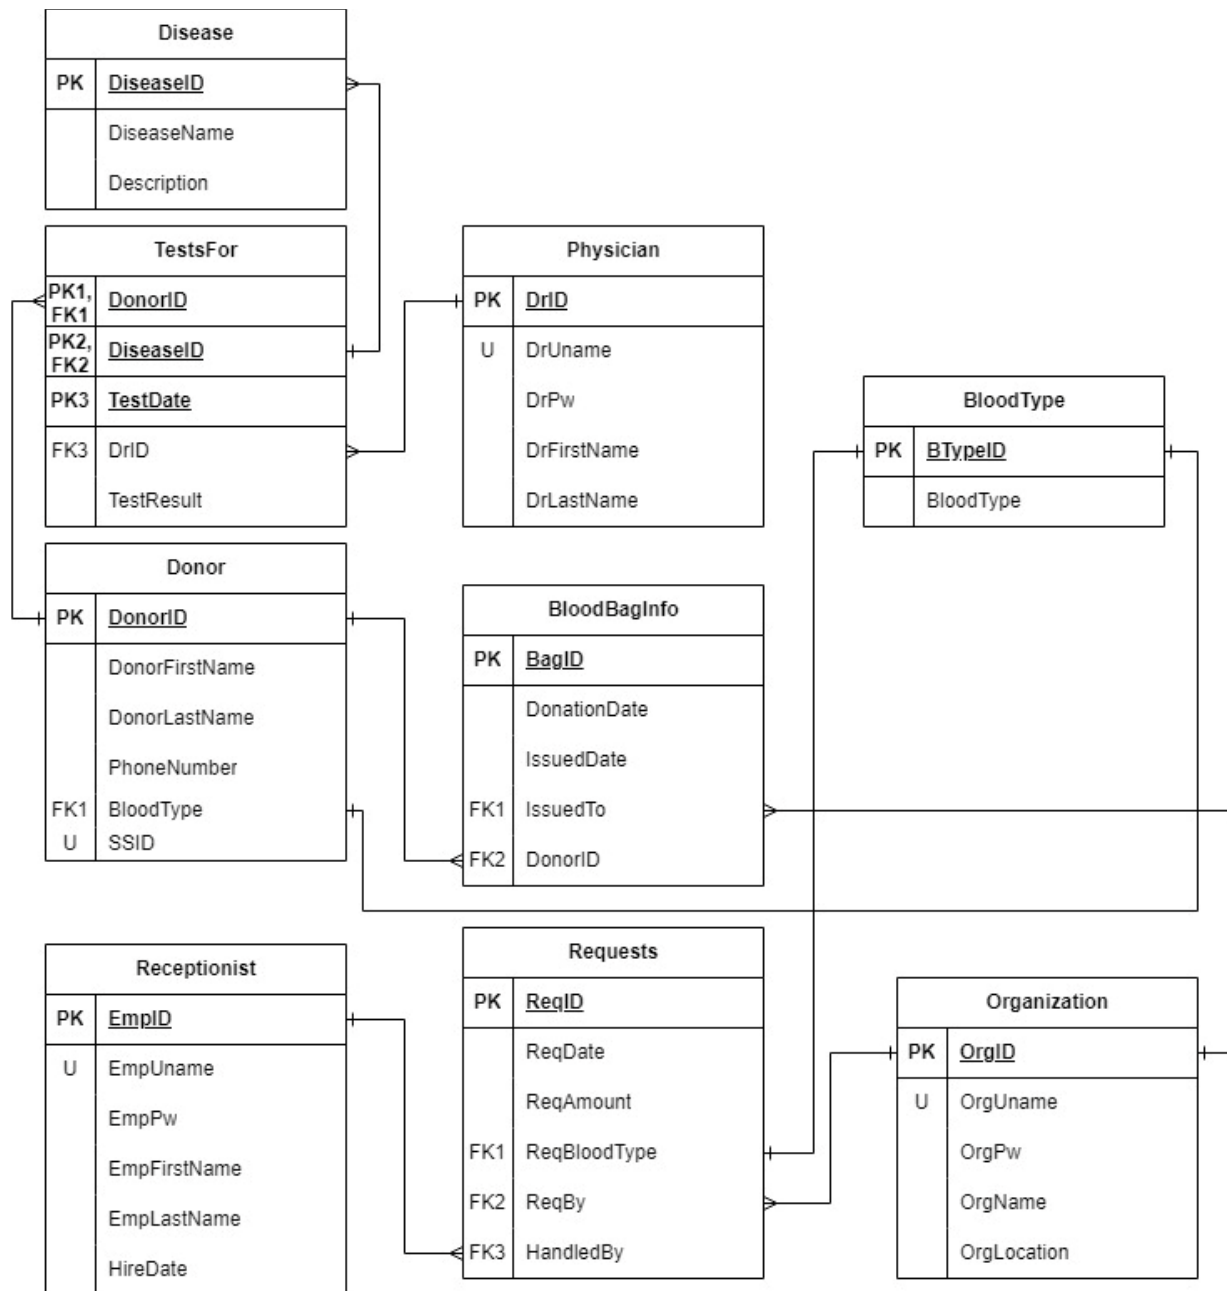 Disease
PK DiseaseID
DiseaseName
Description
TestsFor
PK1, FK1 DonorID
PK2, FK2 DiseaseID
PK3 TestDate
FK3 DrID
TestResult
Physician
PK DrID
U DrUname
DrPw
DrFirstName
DrLastName
BloodType
PK BTypeID
BloodType
Donor
PK DonorID
DonorFirstName
DonorLastName
PhoneNumber
FK1 BloodType
U SSID
BloodBagInfo
PK BagID
DonationDate
IssuedDate
FK1 IssuedTo
FK2 DonorID
Receptionist
PK EmpID
U EmpUname
EmpPw
EmpFirstName
EmpLastName
HireDate
Requests
PK ReqID
ReqDate
ReqAmount
FK1 ReqBloodType
FK2 ReqBy
FK3 HandledBy
Organization
PK OrgID
U OrgUname
OrgPw
OrgName
OrgLocation